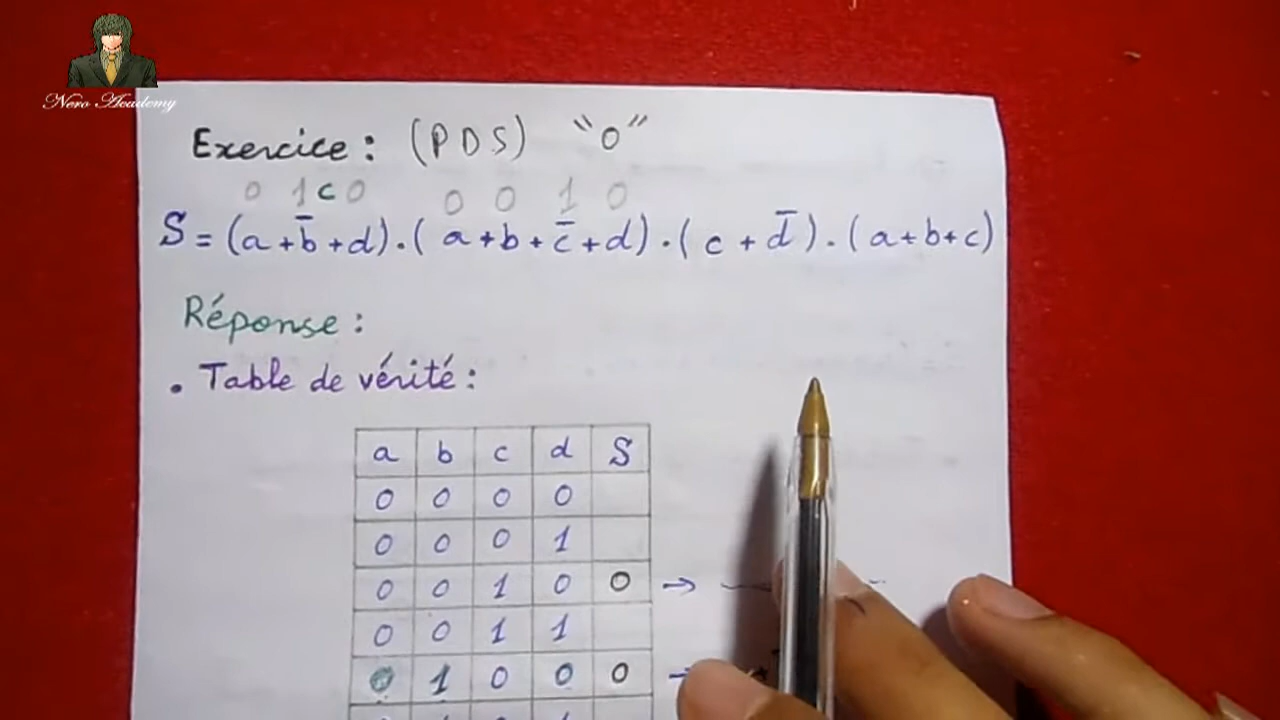 Nero Academy
Exercice : (PDS) "0"
0 1 c 0 0 0 1 0
S = (a + b̅ + d) . ( a + b + c̅ + d) . ( c + d̅ ) . ( a + b + c)
Réponse :
. Table de vérité :
a b c d S
0 0 0 0
0 0 0 1
0 0 1 0 0 →
0 0 1 1
0 1 0 0 0 →